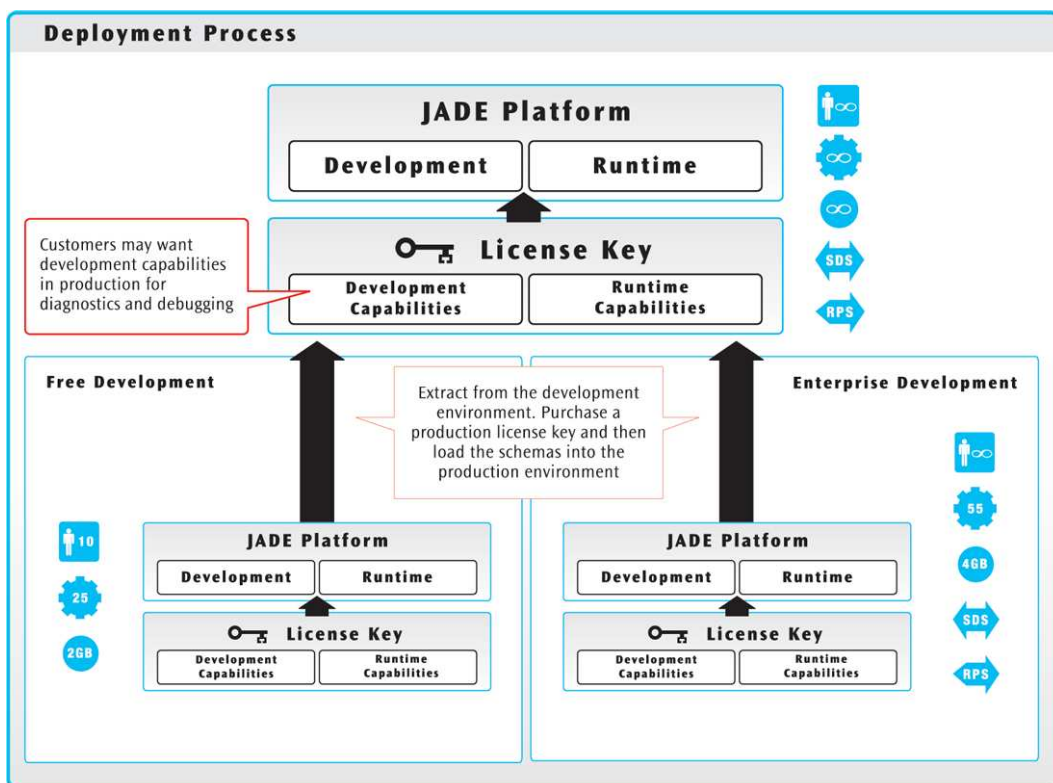 Deployment Process
JADE Platform
Development
Runtime
∞
∞
∞
SDS
RPS
License Key
Development
Capabilities
Runtime
Capabilities
Customers may want
development capabilities
in production for
diagnostics and debugging
Free Development
Extract from the development
environment. Purchase a
production license key and then
load the schemas into the
production environment
Enterprise Development
10
25
2GB
JADE Platform
Development
Runtime
License Key
Development
Capabilities
Runtime
Capabilities
JADE Platform
Development
Runtime
License Key
Development
Capabilities
Runtime
Capabilities
∞
55
4GB
SDS
RPS